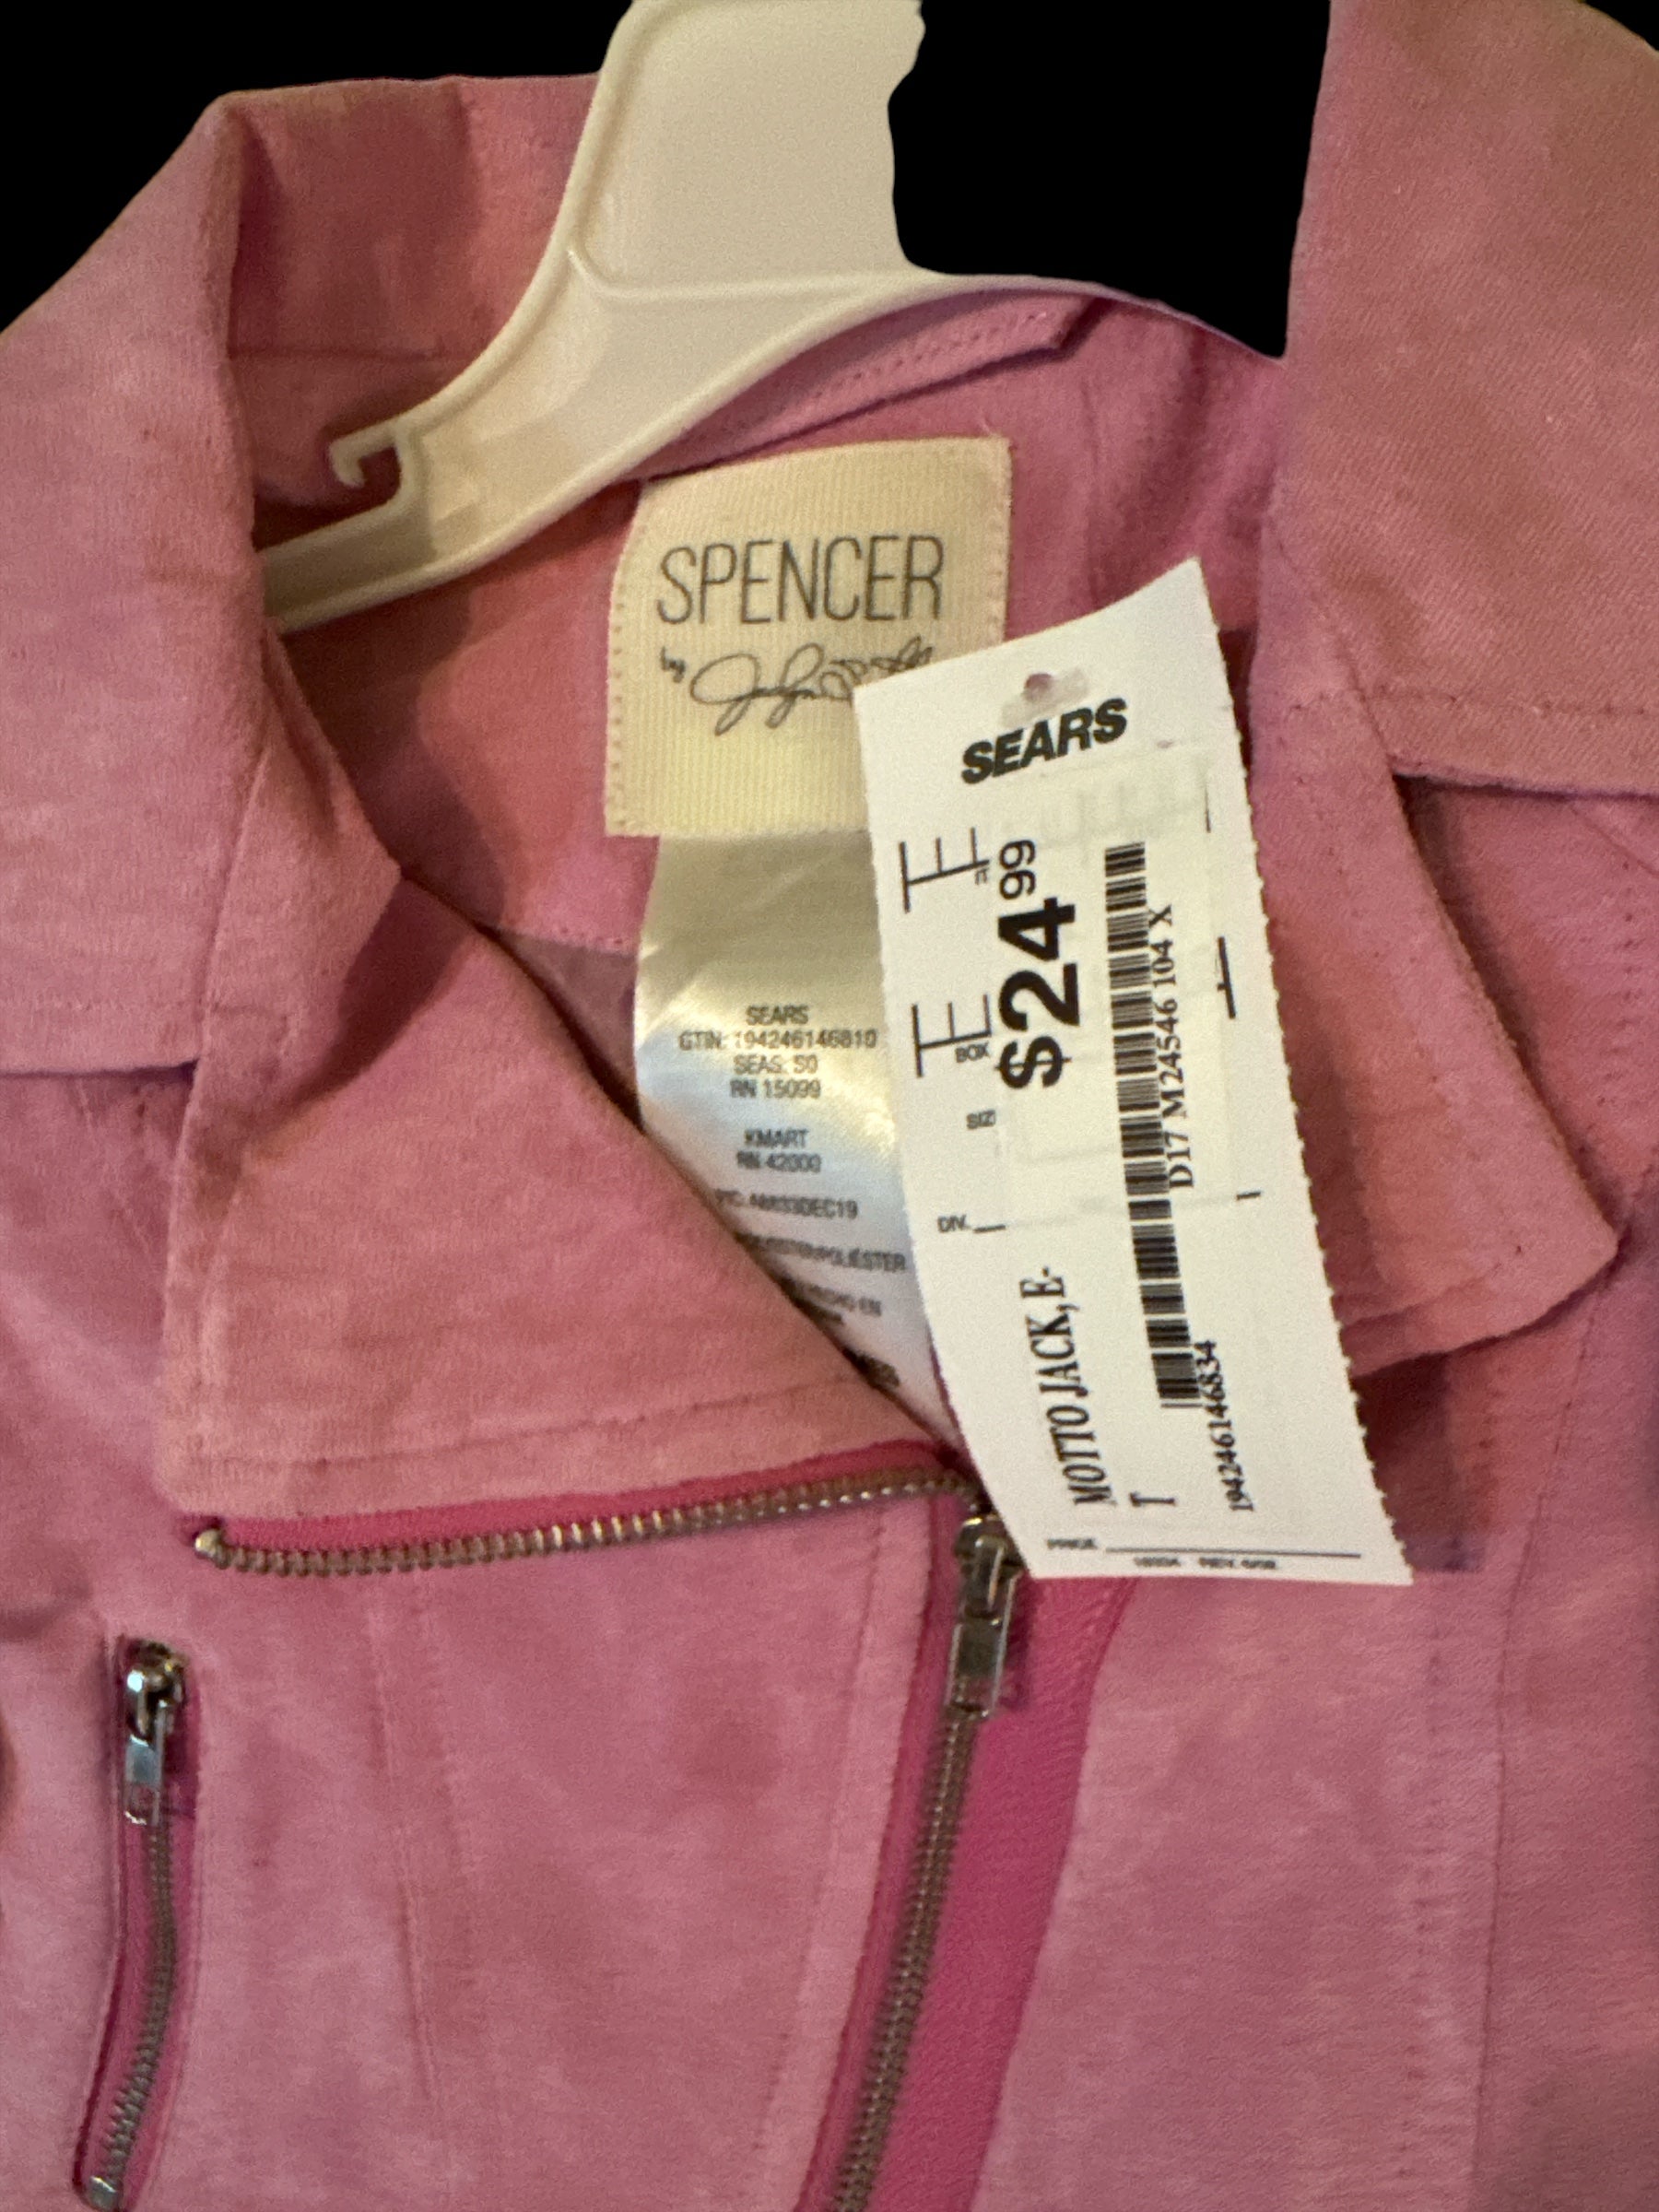 SPENCER
by
SEARS
GTIN: 194246146810
SEAS: S0
RN 15099
KMART
RN 42000
SEARS
$24 99
BOX
DIV.
D17 M24546 104 X
MOTTO JACK, E-
T
194246146834
PRICE